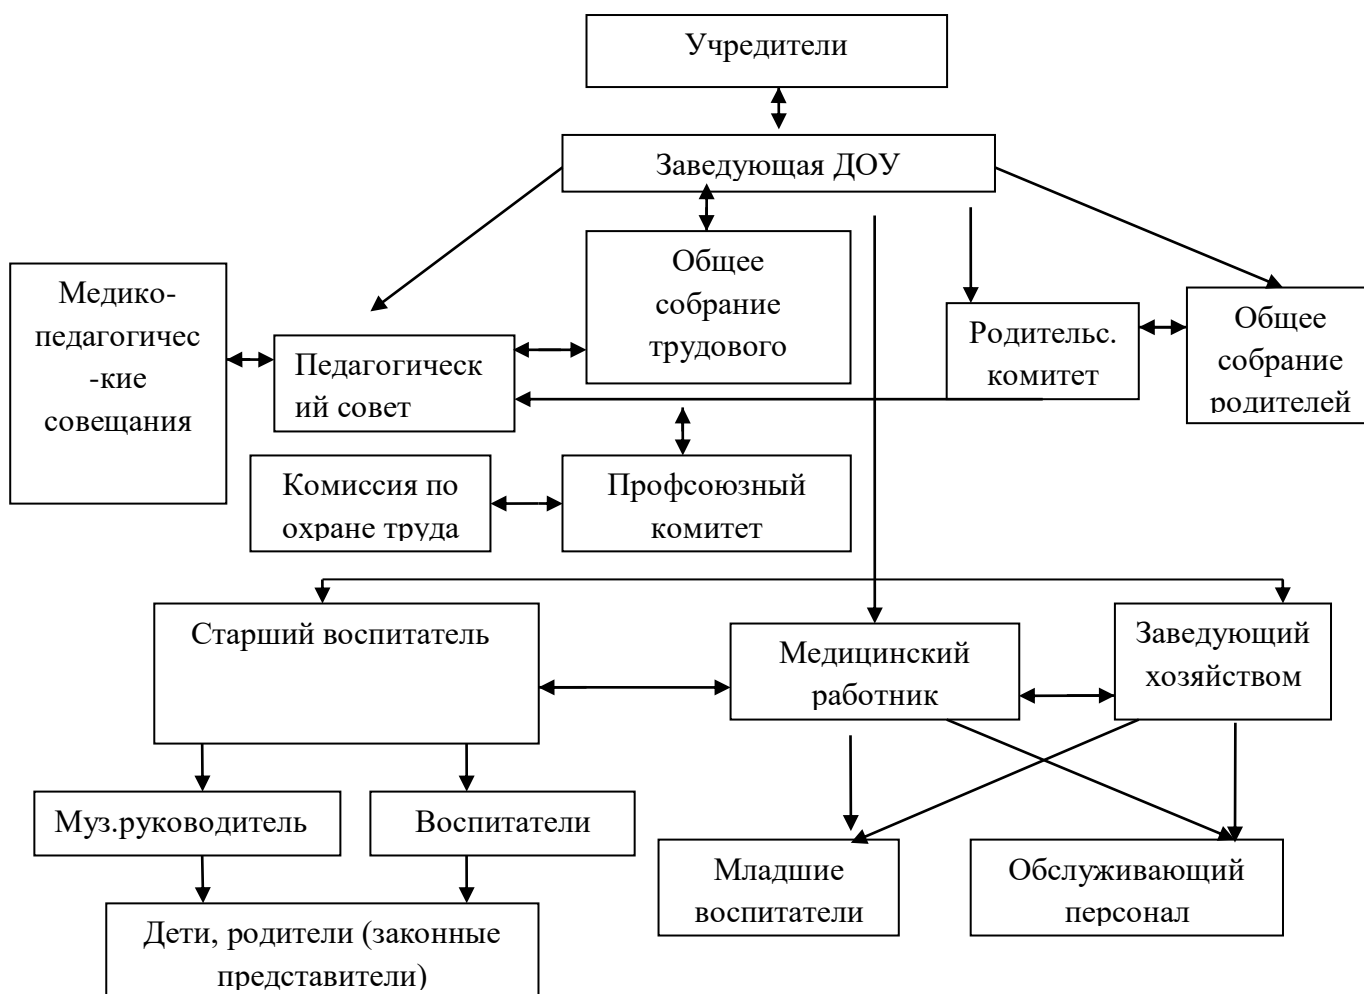 Учредители
Заведующая ДОУ
Общее
собрание
трудового
Медико-
педагогичес
-кие
совещания
Педагогическ
ий совет
Родительс.
комитет
Общее
собрание
родителей
Комиссия по
охране труда
Профсоюзный
комитет
Старший воспитатель
Медицинский
работник
Заведующий
хозяйством
Муз.руководитель
Воспитатели
Младшие
воспитатели
Обслуживающий
персонал
Дети, родители (законные
представители)